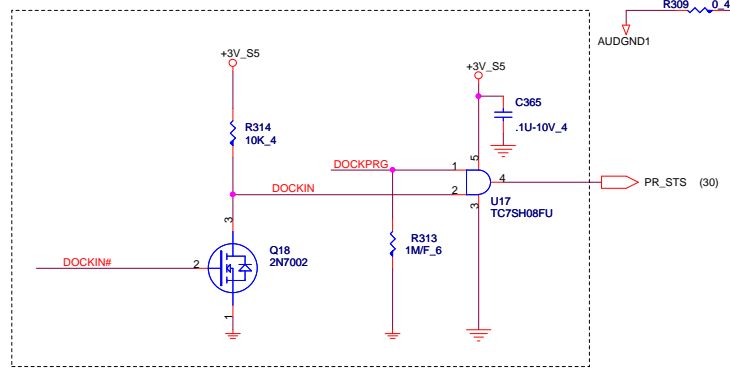 R309 0_4
AUDGND1
+3V_S5
+3V_S5
C365
.1U-10V_4
R314
10K_4
DOCKPRG
1
5
4
PR_STS (30)
DOCKIN
2
3
U17
TC7SH08FU
3
R313
1M/F_6
Q18
2N7002
DOCKIN#
2
1